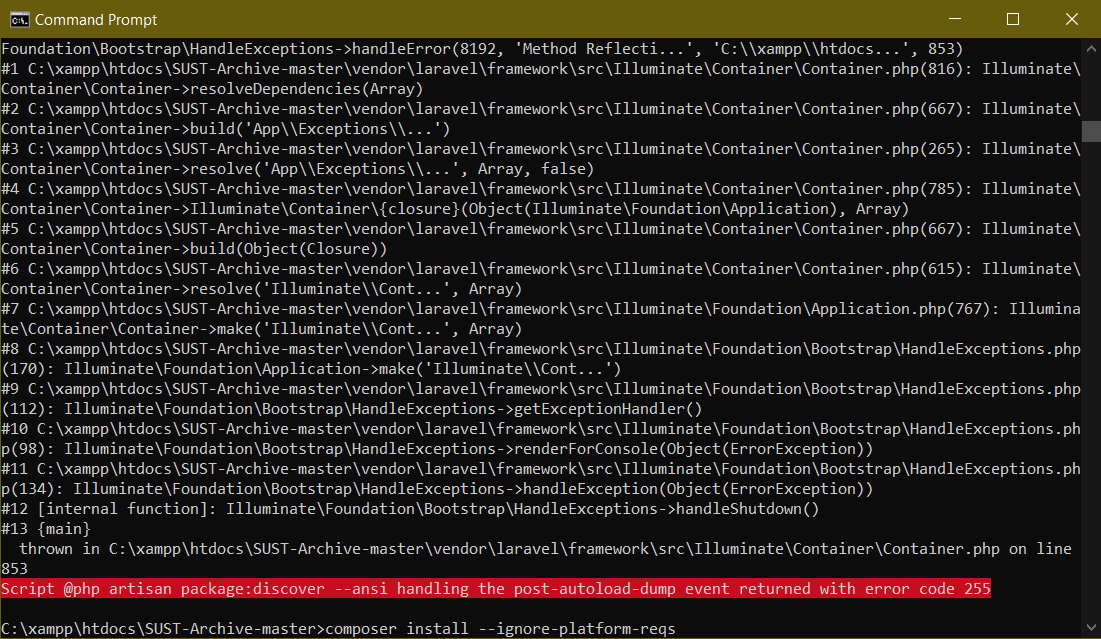 Command Prompt
Foundation\Bootstrap\HandleExceptions->handleError(8192, 'Method Reflecti...', 'C:\\xampp\\htdocs...', 853)
#1 C:\xampp\htdocs\SUST-Archive-master\vendor\laravel\framework\src\Illuminate\Container\Container.php(816): Illuminate\
Container\Container->resolveDependencies(Array)
#2 C:\xampp\htdocs\SUST-Archive-master\vendor\laravel\framework\src\Illuminate\Container\Container.php(667): Illuminate\
Container\Container->build('App\\Exceptions\\...')
#3 C:\xampp\htdocs\SUST-Archive-master\vendor\laravel\framework\src\Illuminate\Container\Container.php(265): Illuminate\
Container\Container->resolve('App\\Exceptions\\...', Array, false)
#4 C:\xampp\htdocs\SUST-Archive-master\vendor\laravel\framework\src\Illuminate\Container\Container.php(785): Illuminate\
Container\Container->Illuminate\Container\{closure}(Object(Illuminate\Foundation\Application), Array)
#5 C:\xampp\htdocs\SUST-Archive-master\vendor\laravel\framework\src\Illuminate\Container\Container.php(667): Illuminate\
Container\Container->build(Object(Closure))
#6 C:\xampp\htdocs\SUST-Archive-master\vendor\laravel\framework\src\Illuminate\Container\Container.php(615): Illuminate\
Container\Container->resolve('Illuminate\\Cont...', Array)
#7 C:\xampp\htdocs\SUST-Archive-master\vendor\laravel\framework\src\Illuminate\Foundation\Application.php(767): Illumina
te\Container\Container->make('Illuminate\\Cont...', Array)
#8 C:\xampp\htdocs\SUST-Archive-master\vendor\laravel\framework\src\Illuminate\Foundation\Bootstrap\HandleExceptions.php
(170): Illuminate\Foundation\Application->make('Illuminate\\Cont...')
#9 C:\xampp\htdocs\SUST-Archive-master\vendor\laravel\framework\src\Illuminate\Foundation\Bootstrap\HandleExceptions.php
(112): Illuminate\Foundation\Bootstrap\HandleExceptions->getExceptionHandler()
#10 C:\xampp\htdocs\SUST-Archive-master\vendor\laravel\framework\src\Illuminate\Foundation\Bootstrap\HandleExceptions.ph
p(98): Illuminate\Foundation\Bootstrap\HandleExceptions->renderForConsole(Object(ErrorException))
#11 C:\xampp\htdocs\SUST-Archive-master\vendor\laravel\framework\src\Illuminate\Foundation\Bootstrap\HandleExceptions.ph
p(134): Illuminate\Foundation\Bootstrap\HandleExceptions->handleException(Object(ErrorException))
#12 [internal function]: Illuminate\Foundation\Bootstrap\HandleExceptions->handleShutdown()
#13 {main}
  thrown in C:\xampp\htdocs\SUST-Archive-master\vendor\laravel\framework\src\Illuminate\Container\Container.php on line
853
Script @php artisan package:discover --ansi handling the post-autoload-dump event returned with error code 255
C:\xampp\htdocs\SUST-Archive-master>composer install --ignore-platform-reqs